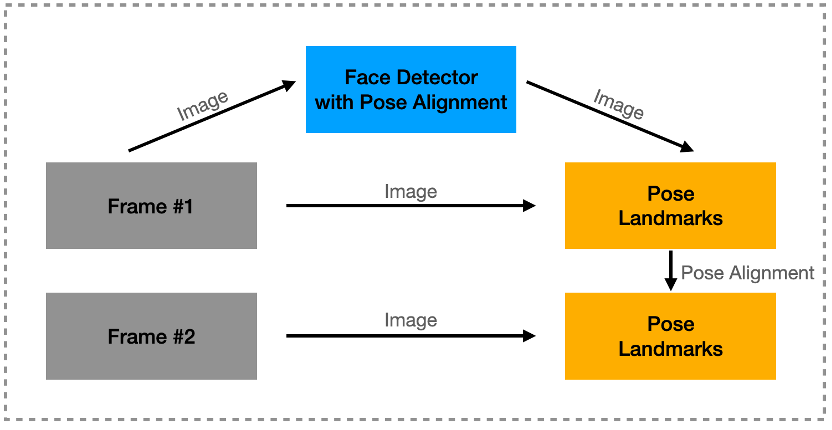 Face Detector
with Pose Alignment
Image
Image
Frame #1
Image
Pose
Landmarks
Pose Alignment
Frame #2
Image
Pose
Landmarks